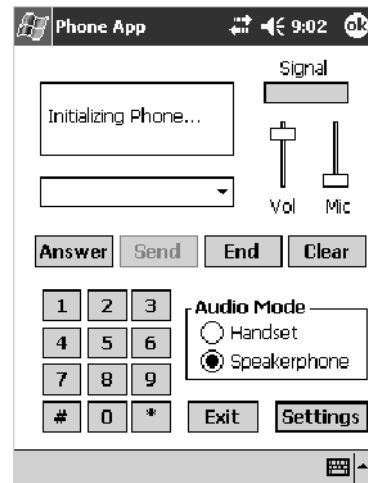 Phone App 9:02 ok
Signal
Initializing Phone...
Vol Mic
Answer Send End Clear
1 2 3
Audio Mode
Handset
4 5 6
Speakerphone
7 8 9
# 0 * Exit Settings